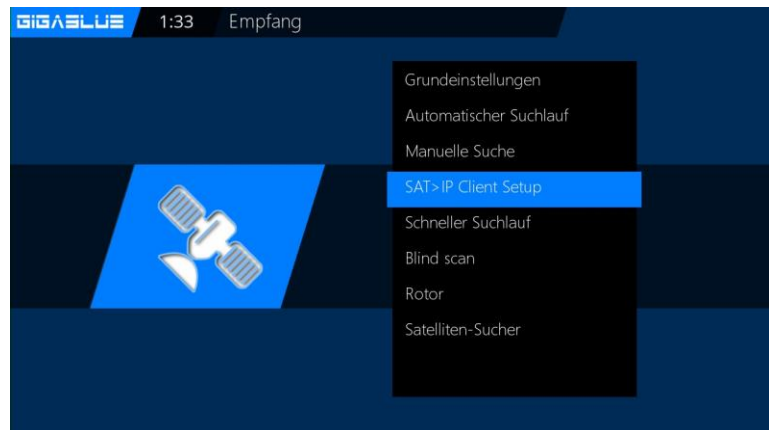 GIGABLUE 1:33 Empfang
Grundeinstellungen
Automatischer Suchlauf
Manuelle Suche
SAT>IP Client Setup
Schneller Suchlauf
Blind scan
Rotor
Satelliten-Sucher